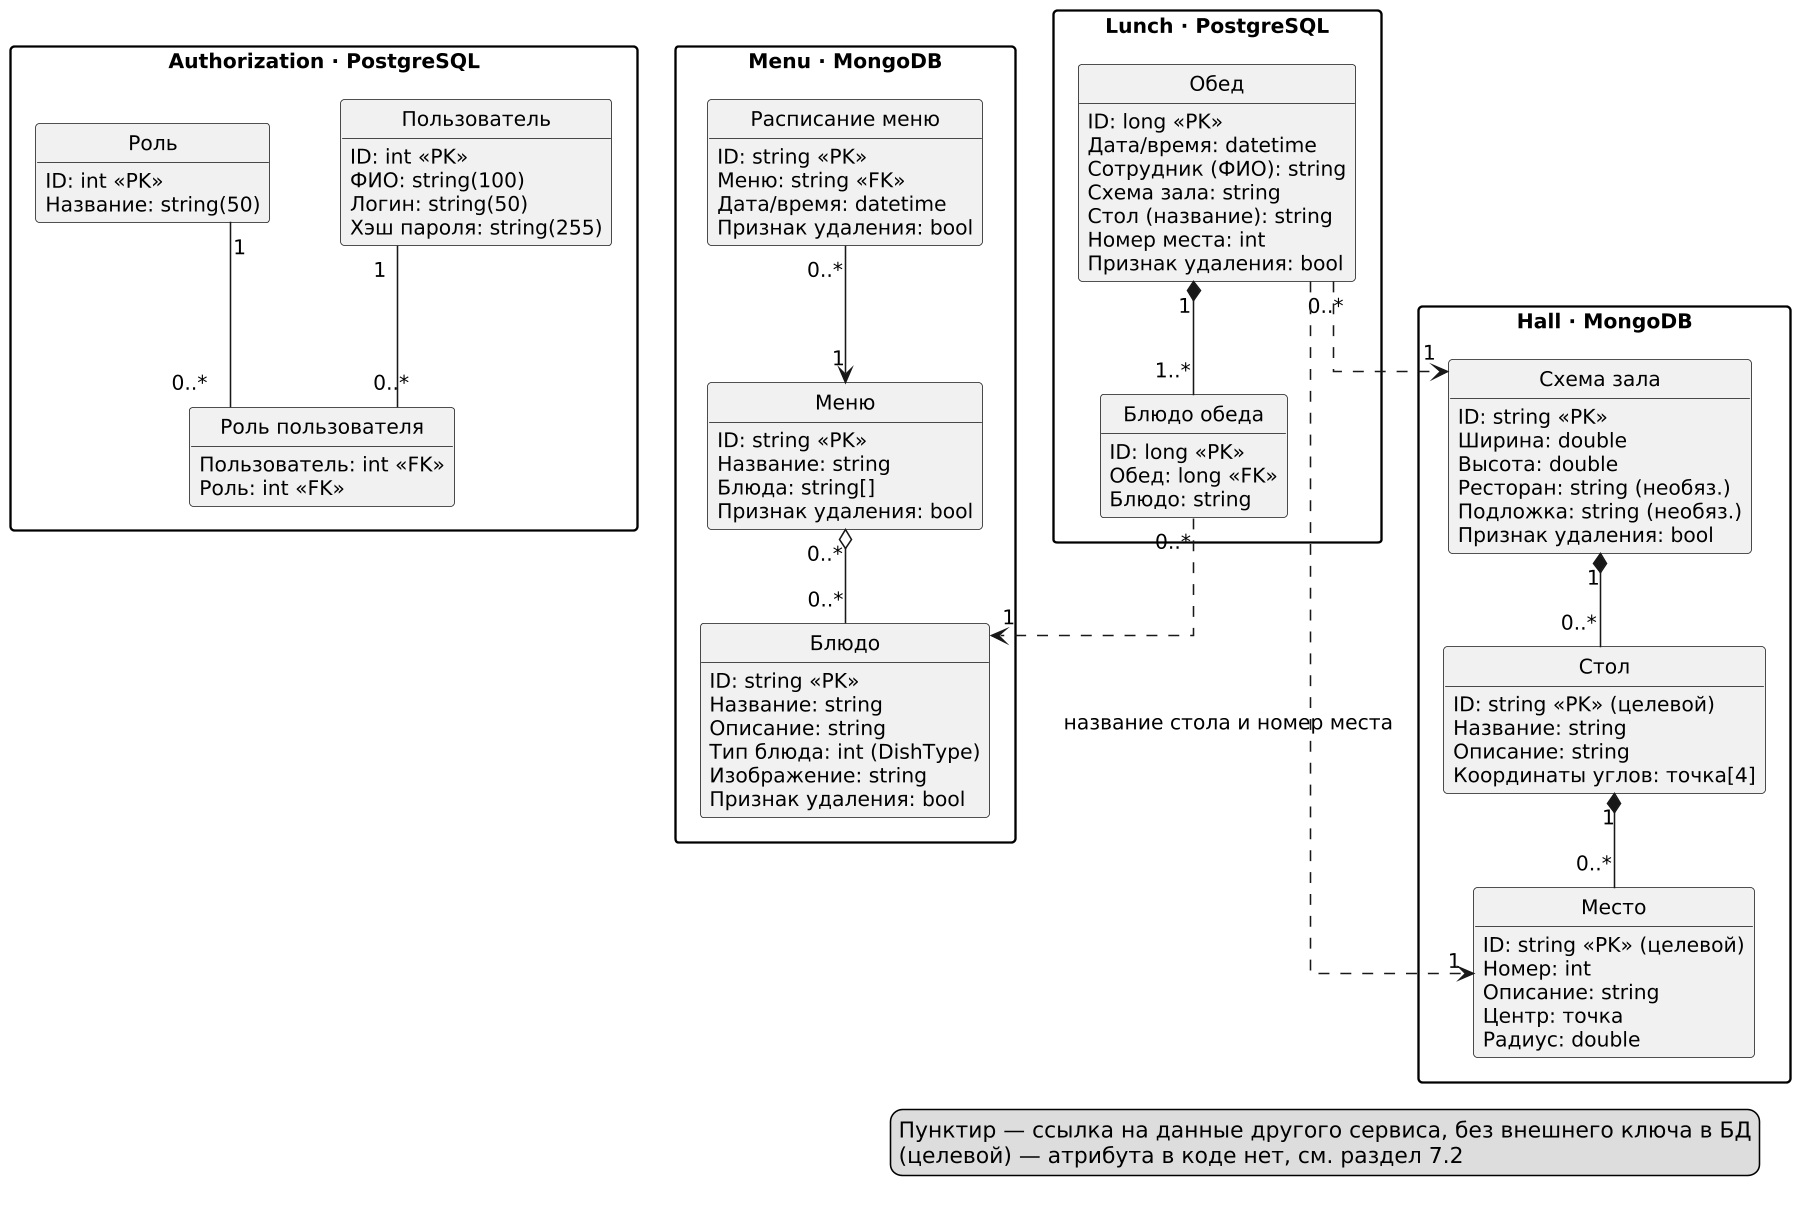 Authorization · PostgreSQL
Роль
ID: int «PK»
Название: string(50)
Пользователь
ID: int «PK»
ФИО: string(100)
Логин: string(50)
Хэш пароля: string(255)
1
1
0..*
0..*
Роль пользователя
Пользователь: int «FK»
Роль: int «FK»
Menu · MongoDB
Расписание меню
ID: string «PK»
Меню: string «FK»
Дата/время: datetime
Признак удаления: bool
0..*
1
Меню
ID: string «PK»
Название: string
Блюда: string[]
Признак удаления: bool
0..*
0..*
Блюдо
ID: string «PK»
Название: string
Описание: string
Тип блюда: int (DishType)
Изображение: string
Признак удаления: bool
Lunch · PostgreSQL
Обед
ID: long «PK»
Дата/время: datetime
Сотрудник (ФИО): string
Схема зала: string
Стол (название): string
Номер места: int
Признак удаления: bool
1
0..*
1..*
Блюдо обеда
ID: long «PK»
Обед: long «FK»
Блюдо: string
0..*
1
название стола и номер места
Hall · MongoDB
1
Схема зала
ID: string «PK»
Ширина: double
Высота: double
Ресторан: string (необяз.)
Подложка: string (необяз.)
Признак удаления: bool
1
0..*
Стол
ID: string «PK» (целевой)
Название: string
Описание: string
Координаты углов: точка[4]
1
0..*
1
Место
ID: string «PK» (целевой)
Номер: int
Описание: string
Центр: точка
Радиус: double
Пунктир — ссылка на данные другого сервиса, без внешнего ключа в БД
(целевой) — атрибута в коде нет, см. раздел 7.2